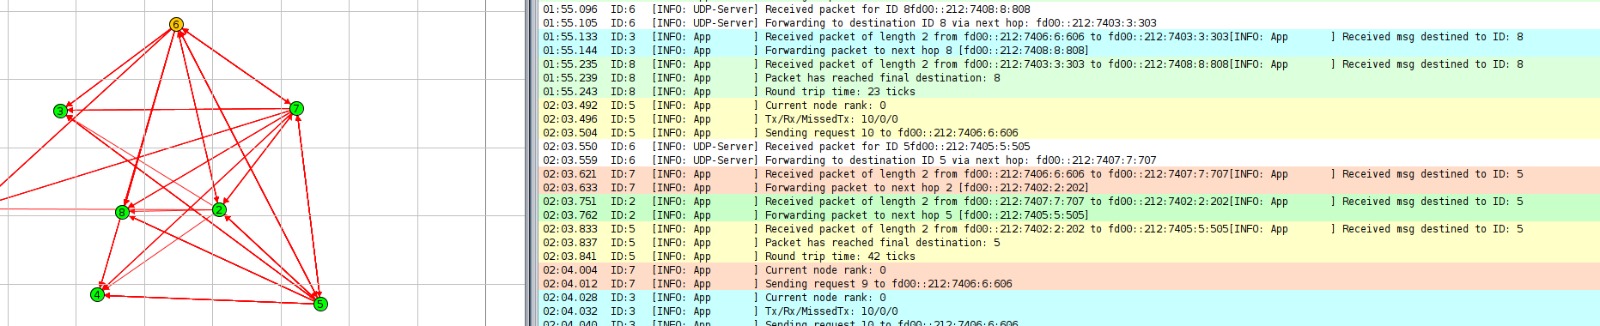 6
3
7
8
2
4
5
01:55.096 ID:6 [INFO: UDP-Server] Received packet for ID 8fd00::212:7408:8:808
01:55.105 ID:6 [INFO: UDP-Server] Forwarding to destination ID 8 via next hop: fd00::212:7403:3:303
01:55.133 ID:3 [INFO: App ] Received packet of length 2 from fd00::212:7406:6:606 to fd00::212:7403:3:303[INFO: App ] Received msg destined to ID: 8
01:55.144 ID:3 [INFO: App ] Forwarding packet to next hop 8 [fd00::212:7408:8:808]
01:55.235 ID:8 [INFO: App ] Received packet of length 2 from fd00::212:7403:3:303 to fd00::212:7408:8:808[INFO: App ] Received msg destined to ID: 8
01:55.239 ID:8 [INFO: App ] Packet has reached final destination: 8
01:55.243 ID:8 [INFO: App ] Round trip time: 23 ticks
02:03.492 ID:5 [INFO: App ] Current node rank: 0
02:03.496 ID:5 [INFO: App ] Tx/Rx/MissedTx: 10/0/0
02:03.504 ID:5 [INFO: App ] Sending request 10 to fd00::212:7406:6:606
02:03.550 ID:6 [INFO: UDP-Server] Received packet for ID 5fd00::212:7405:5:505
02:03.559 ID:6 [INFO: UDP-Server] Forwarding to destination ID 5 via next hop: fd00::212:7407:7:707
02:03.621 ID:7 [INFO: App ] Received packet of length 2 from fd00::212:7406:6:606 to fd00::212:7407:7:707[INFO: App ] Received msg destined to ID: 5
02:03.633 ID:7 [INFO: App ] Forwarding packet to next hop 2 [fd00::212:7402:2:202]
02:03.751 ID:2 [INFO: App ] Received packet of length 2 from fd00::212:7407:7:707 to fd00::212:7402:2:202[INFO: App ] Received msg destined to ID: 5
02:03.762 ID:2 [INFO: App ] Forwarding packet to next hop 5 [fd00::212:7405:5:505]
02:03.833 ID:5 [INFO: App ] Received packet of length 2 from fd00::212:7402:2:202 to fd00::212:7405:5:505[INFO: App ] Received msg destined to ID: 5
02:03.837 ID:5 [INFO: App ] Packet has reached final destination: 5
02:03.841 ID:5 [INFO: App ] Round trip time: 42 ticks
02:04.004 ID:7 [INFO: App ] Current node rank: 0
02:04.012 ID:7 [INFO: App ] Sending request 9 to fd00::212:7406:6:606
02:04.028 ID:3 [INFO: App ] Current node rank: 0
02:04.032 ID:3 [INFO: App ] Tx/Rx/MissedTx: 10/0/0
02:04.040 ID:3 [INFO: App ] Sending request 10 to fd00::212:7406:6:606